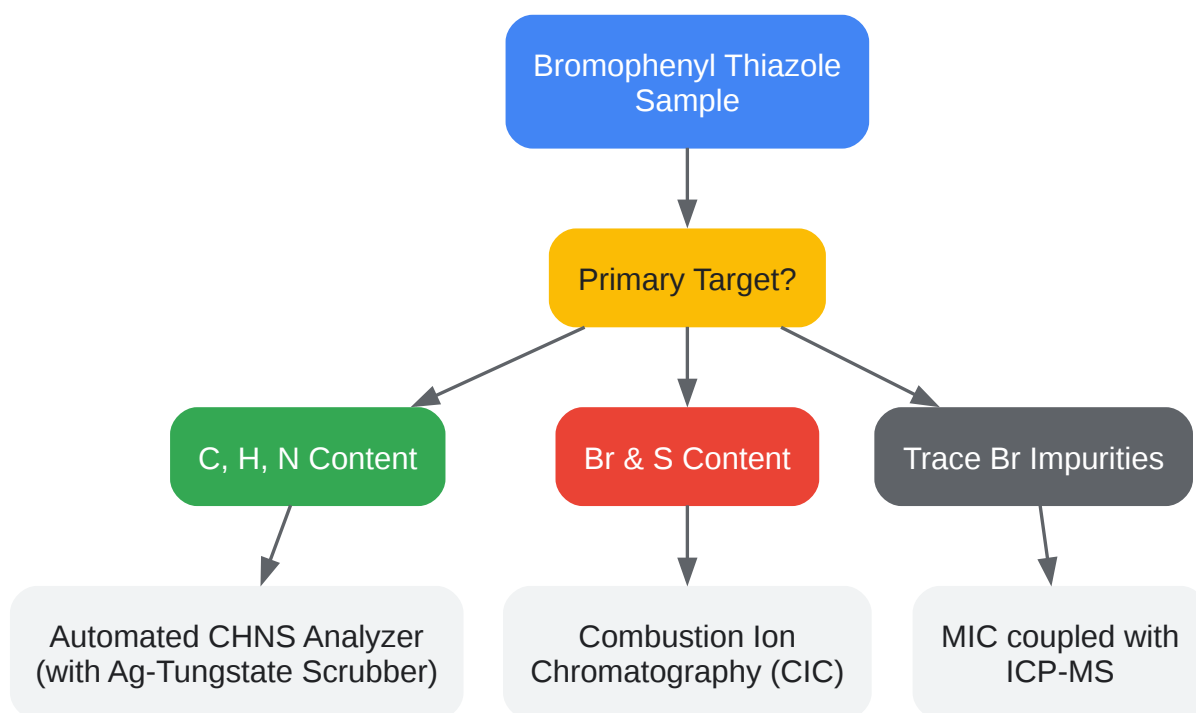 Bromophenyl Thiazole
Sample
Primary Target?
C, H, N Content
Br & S Content
Trace Br Impurities
Automated CHNS Analyzer
(with Ag-Tungstate Scrubber)
Combustion Ion
Chromatography (CIC)
MIC coupled with
ICP-MS